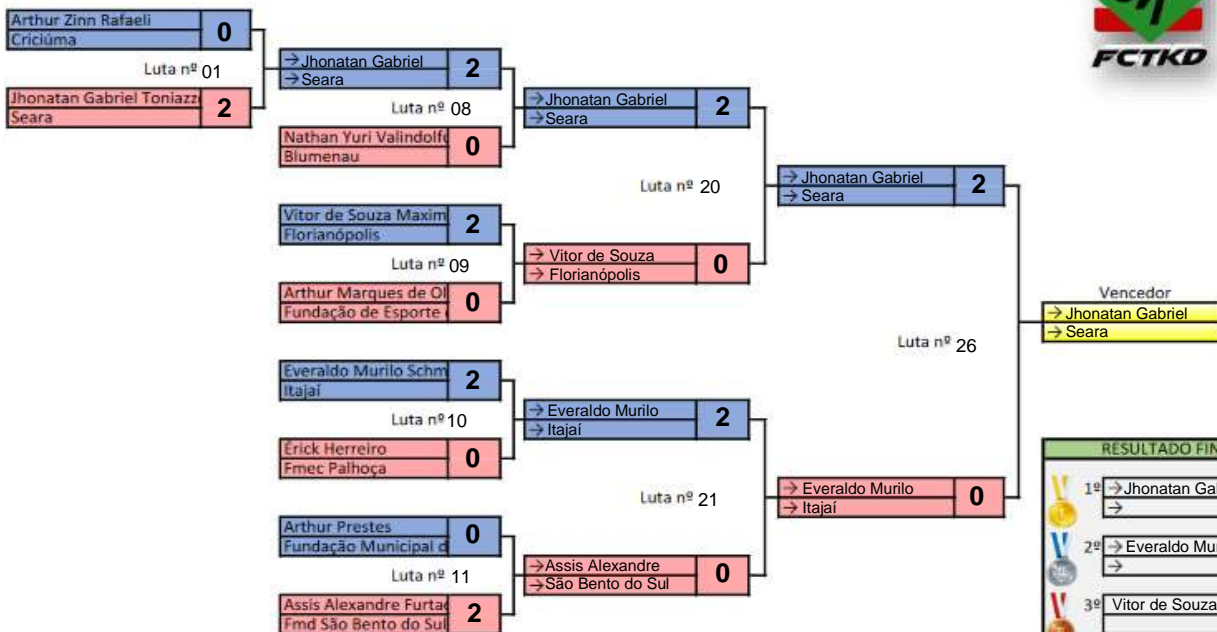 FCTKD
Arthur Zinn Rafaeli
Criciúma
0
Luta nº 01
Jhonatan Gabriel Toniazz
Seara
2
→ Jhonatan Gabriel
→ Seara
2
Luta nº 08
Nathan Yuri Valindolf
Blumenau
0
Vitor de Souza Maxim
Florianópolis
2
Luta nº 09
Arthur Marques de Ol
Fundação de Esporte
0
Everaldo Murilo Schm
Itajaí
2
Luta nº 10
Érick Herreiro
Fmec Palhoça
0
Arthur Prestes
Fundação Municipal d
0
Luta nº 11
Assis Alexandre Furtad
Fmd São Bento do Sul
2
→ Jhonatan Gabriel
→ Seara
2
Luta nº 20
→ Vitor de Souza
→ Florianópolis
0
→ Everaldo Murilo
→ Itajaí
2
Luta nº 21
→ Assis Alexandre
→ São Bento do Sul
0
→ Jhonatan Gabriel
→ Seara
2
Luta nº 26
→ Everaldo Murilo
→ Itajaí
0
Vencedor
→ Jhonatan Gabriel
→ Seara
RESULTADO FIN
1º → Jhonatan Ga
→
2º → Everaldo Mu
→
3º Vitor de Souza